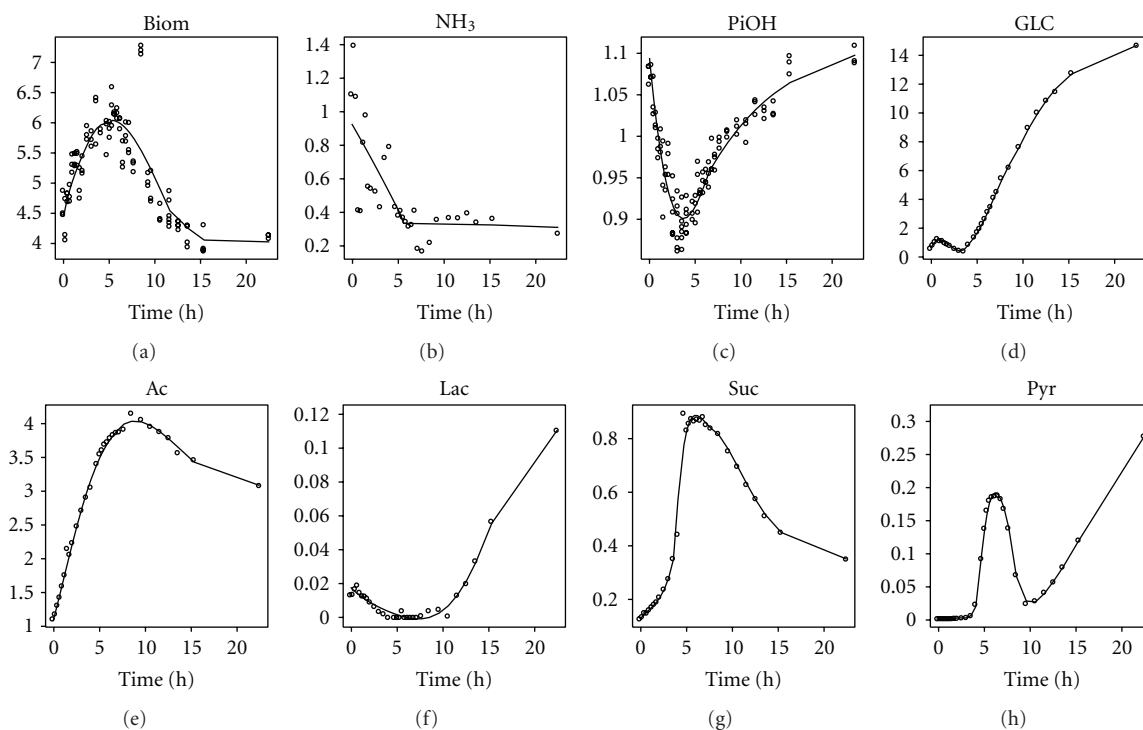 Biom
NH₃
PiOH
GLC
7
6.5
6
5.5
5
4.5
4
1.4
1.2
1
0.8
0.6
0.4
0.2
1.1
1.05
1
0.95
0.9
14
12
10
8
6
4
2
0
0 5 10 15 20
0 5 10 15 20
0 5 10 15 20
0 5 10 15 20
Time (h)
Time (h)
Time (h)
Time (h)
(a)
(b)
(c)
(d)
Ac
Lac
Suc
Pyr
4
3.5
3
2.5
2
1.5
1
0.12
0.1
0.08
0.06
0.04
0.02
0
0.8
0.6
0.4
0.2
0.3
0.25
0.2
0.15
0.1
0.05
0
0 5 10 15 20
0 5 10 15 20
0 5 10 15 20
0 5 10 15 20
Time (h)
Time (h)
Time (h)
Time (h)
(e)
(f)
(g)
(h)